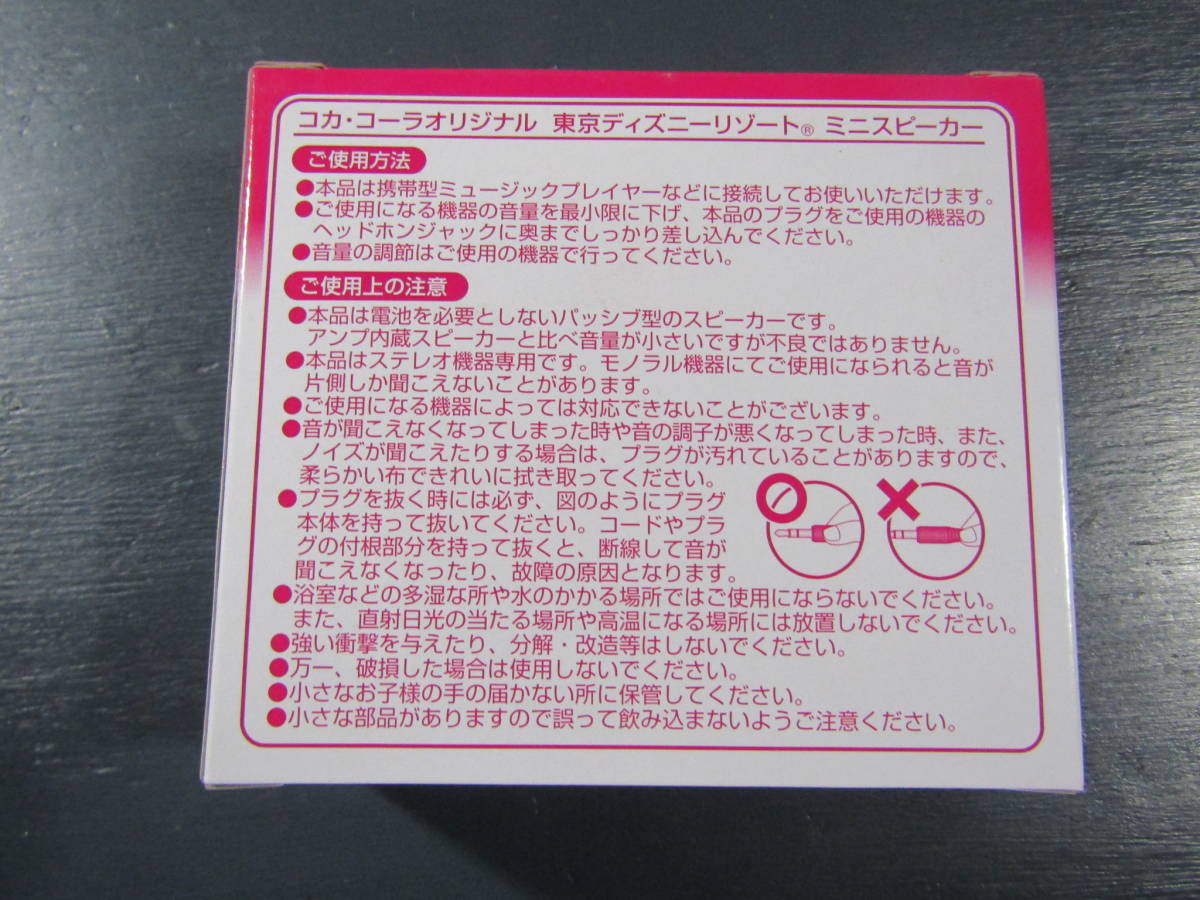 コカ・コーラオリジナル 東京ディズニーリゾート® ミニスピーカー
ご使用方法
●本品は携帯型ミュージックプレイヤーなどに接続してお使いいただけます。
●ご使用になる機器の音量を最小限に下げ、本品のプラグをご使用の機器の
ヘッドホンジャックに奥までしっかり差し込んでください。
●音量の調節はご使用の機器で行ってください。
ご使用上の注意
●本品は電池を必要としないパッシブ型のスピーカーです。
アンプ内蔵スピーカーと比べ音量が小さいですが不良ではありません。
●本品はステレオ機器専用です。モノラル機器にてご使用になられると音が
片側しか聞こえないことがあります。
●ご使用になる機器によっては対応できないことがございます。
●音が聞こえなくなってしまった時や音の調子が悪くなってしまった時、また、
ノイズが聞こえたりする場合は、プラグが汚れていることがありますので、
柔らかい布できれいに拭き取ってください。
●プラグを抜く時には必ず、図のようにプラグ
本体を持って抜いてください。コードやプラ
グの付根部分を持って抜くと、断線して音が
聞こえなくなったり、故障の原因となります。
●浴室などの多湿な所や水のかかる場所ではご使用にならないでください。
また、直射日光の当たる場所や高温になる場所には放置しないでください。
●強い衝撃を与えたり、分解・改造等はしないでください。
●万一、破損した場合は使用しないでください。
●小さなお子様の手の届かない所に保管してください。
●小さな部品がありますので誤って飲み込まないようご注意ください。